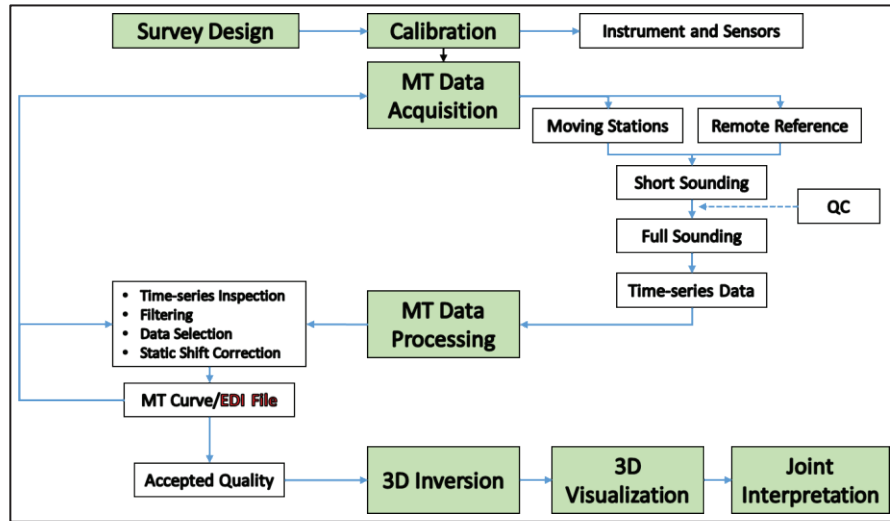 Survey Design
Calibration
Instrument and Sensors
MT Data
Acquisition
Moving Stations
Remote Reference
Short Sounding
QC
Full Sounding
Time-series Data
• Time-series Inspection
• Filtering
• Data Selection
• Static Shift Correction
MT Data
Processing
MT Curve/EDI File
Accepted Quality
3D Inversion
3D
Visualization
Joint
Interpretation